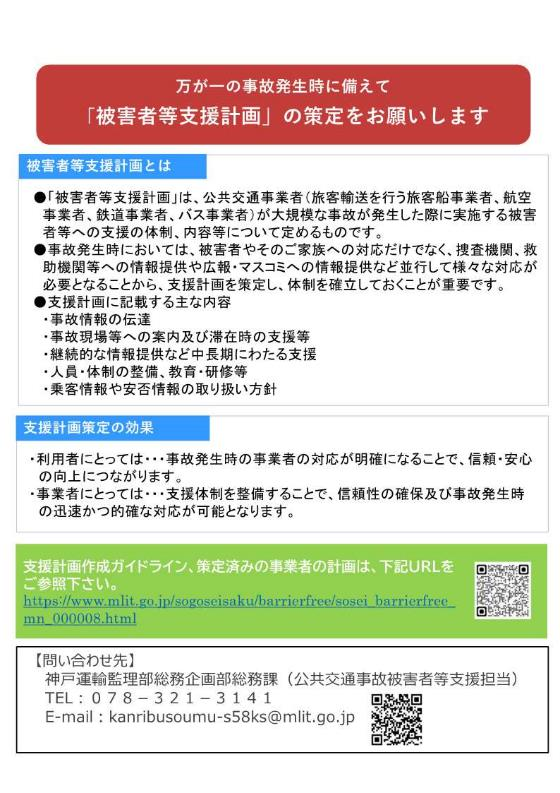 万が一の事故発生時に備えて
「被害者等支援計画」の策定をお願いします
被害者等支援計画とは
●「被害者等支援計画」は、公共交通事業者（旅客輸送を行う旅客船事業者、航空
事業者、鉄道事業者、バス事業者）が大規模な事故が発生した際に実施する被害
者等への支援の体制、内容等について定めるものです。
●事故発生時においては、被害者やそのご家族への対応だけでなく、捜査機関、救
助機関等への情報提供や広報・マスコミへの情報提供など並行して様々な対応が
必要となることから、支援計画を策定し、体制を確立しておくことが重要です。
●支援計画に記載する主な内容
・事故情報の伝達
・事故現場等への案内及び滞在時の支援等
・継続的な情報提供など中長期にわたる支援
・人員・体制の整備、教育・研修等
・乗客情報や安否情報の取り扱い方針
支援計画策定の効果
・利用者にとっては・・・事故発生時の事業者の対応が明確になることで、信頼・安心
の向上につながります。
・事業者にとっては・・・支援体制を整備することで、信頼性の確保及び事故発生時
の迅速かつ的確な対応が可能となります。
支援計画作成ガイドライン、策定済みの事業者の計画は、下記URLを
ご参照下さい。
https://www.mlit.go.jp/sogoseisaku/barrierfree/sosei_barrierfree_
mn_000008.html
【問い合わせ先】
神戸運輸監理部総務企画部総務課（公共交通事故被害者等支援担当）
TEL：０７８－３２１－３１４１
E-mail：kanribusoumu-s58ks@mlit.go.jp